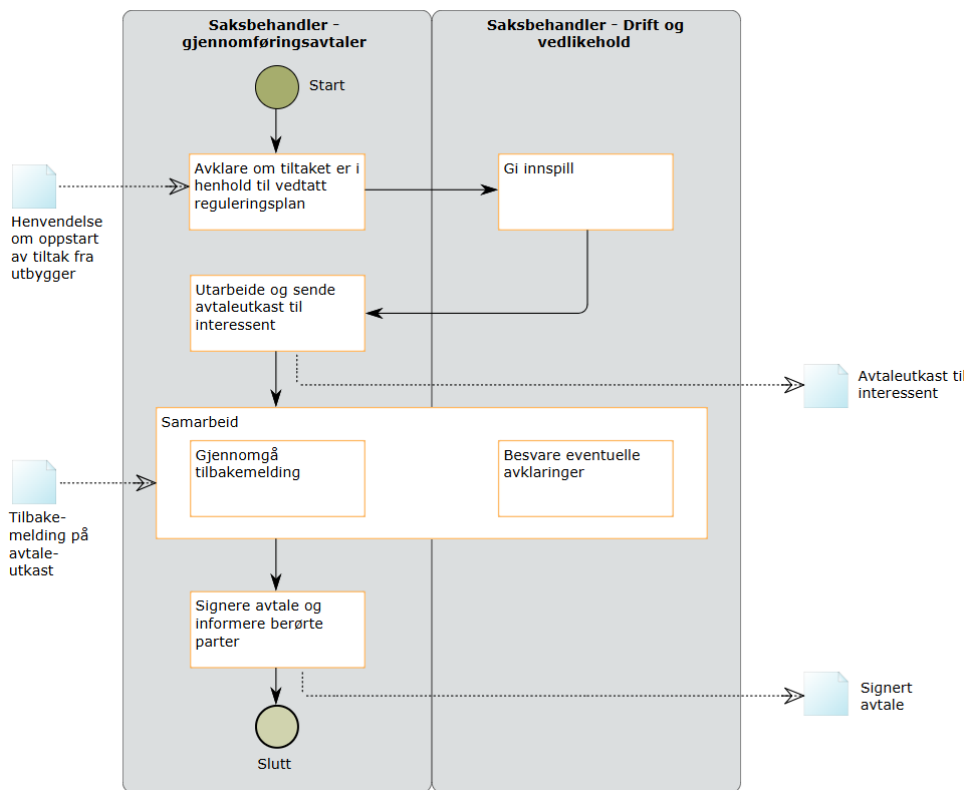 Saksbehandler -
gjennomføringsavtaler
Saksbehandler - Drift og
vedlikehold
Start
Avklare om tiltaket er i
henhold til vedtatt
reguleringsplan
Gi innspill
Henvendelse
om oppstart
av tiltak fra
utbygger
Utarbeide og sende
avtaleutkast til
interessent
Avtaleutkast til
interessent
Samarbeid
Gjennomgå
tilbakemelding
Besvare eventuelle
avklaringer
Tilbake-
melding på
avtale-
utkast
Signere avtale og
informere berørte
parter
Signert
avtale
Slutt